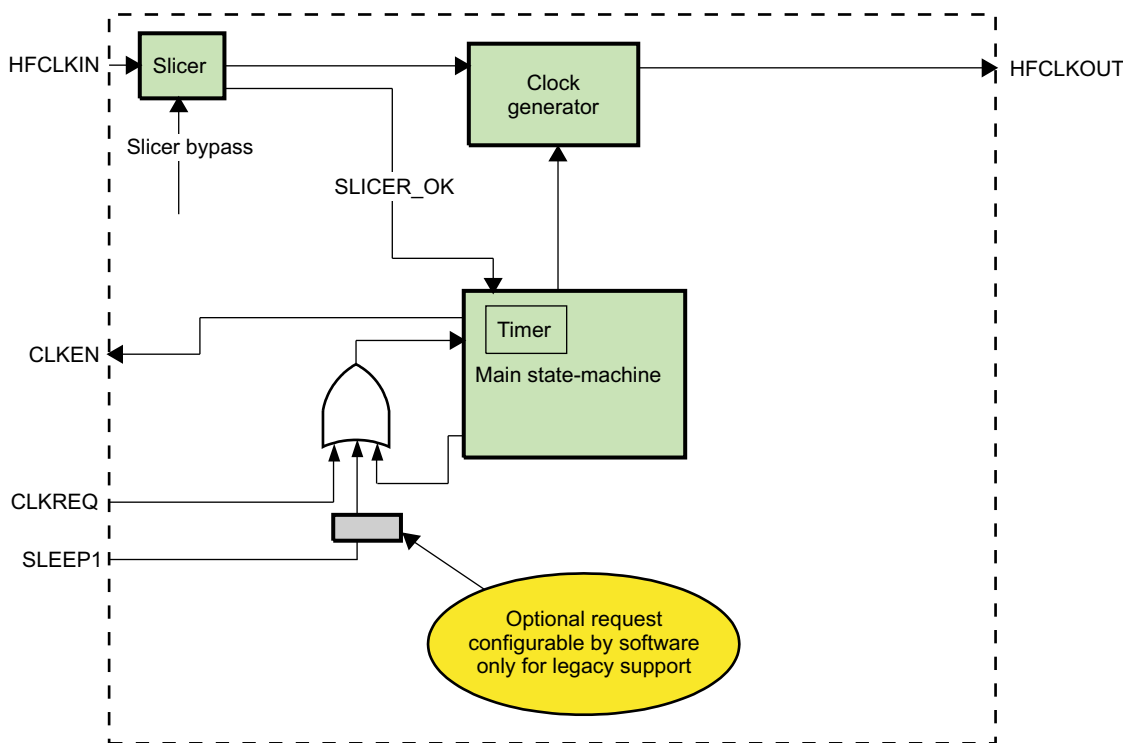 HFCLKIN
Slicer
Clock
generator
HFCLKOUT
Slicer bypass
SLICER_OK
CLKEN
Timer
Main state-machine
CLKREQ
SLEEP1
Optional request
configurable by software
only for legacy support